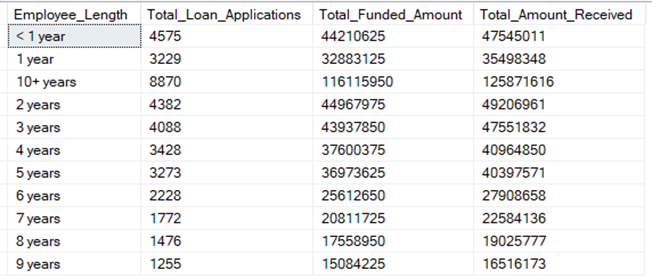 Employee_Length Total_Loan_Applications Total_Funded_Amount Total_Amount_Received
< 1 year 4575 44210625 47545011
1 year 3229 32883125 35498348
10+ years 8870 116115950 125871616
2 years 4382 44967975 49206961
3 years 4088 43937850 47551832
4 years 3428 37600375 40964850
5 years 3273 36973625 40397571
6 years 2228 25612650 27908658
7 years 1772 20811725 22584136
8 years 1476 17558950 19025777
9 years 1255 15084225 16516173